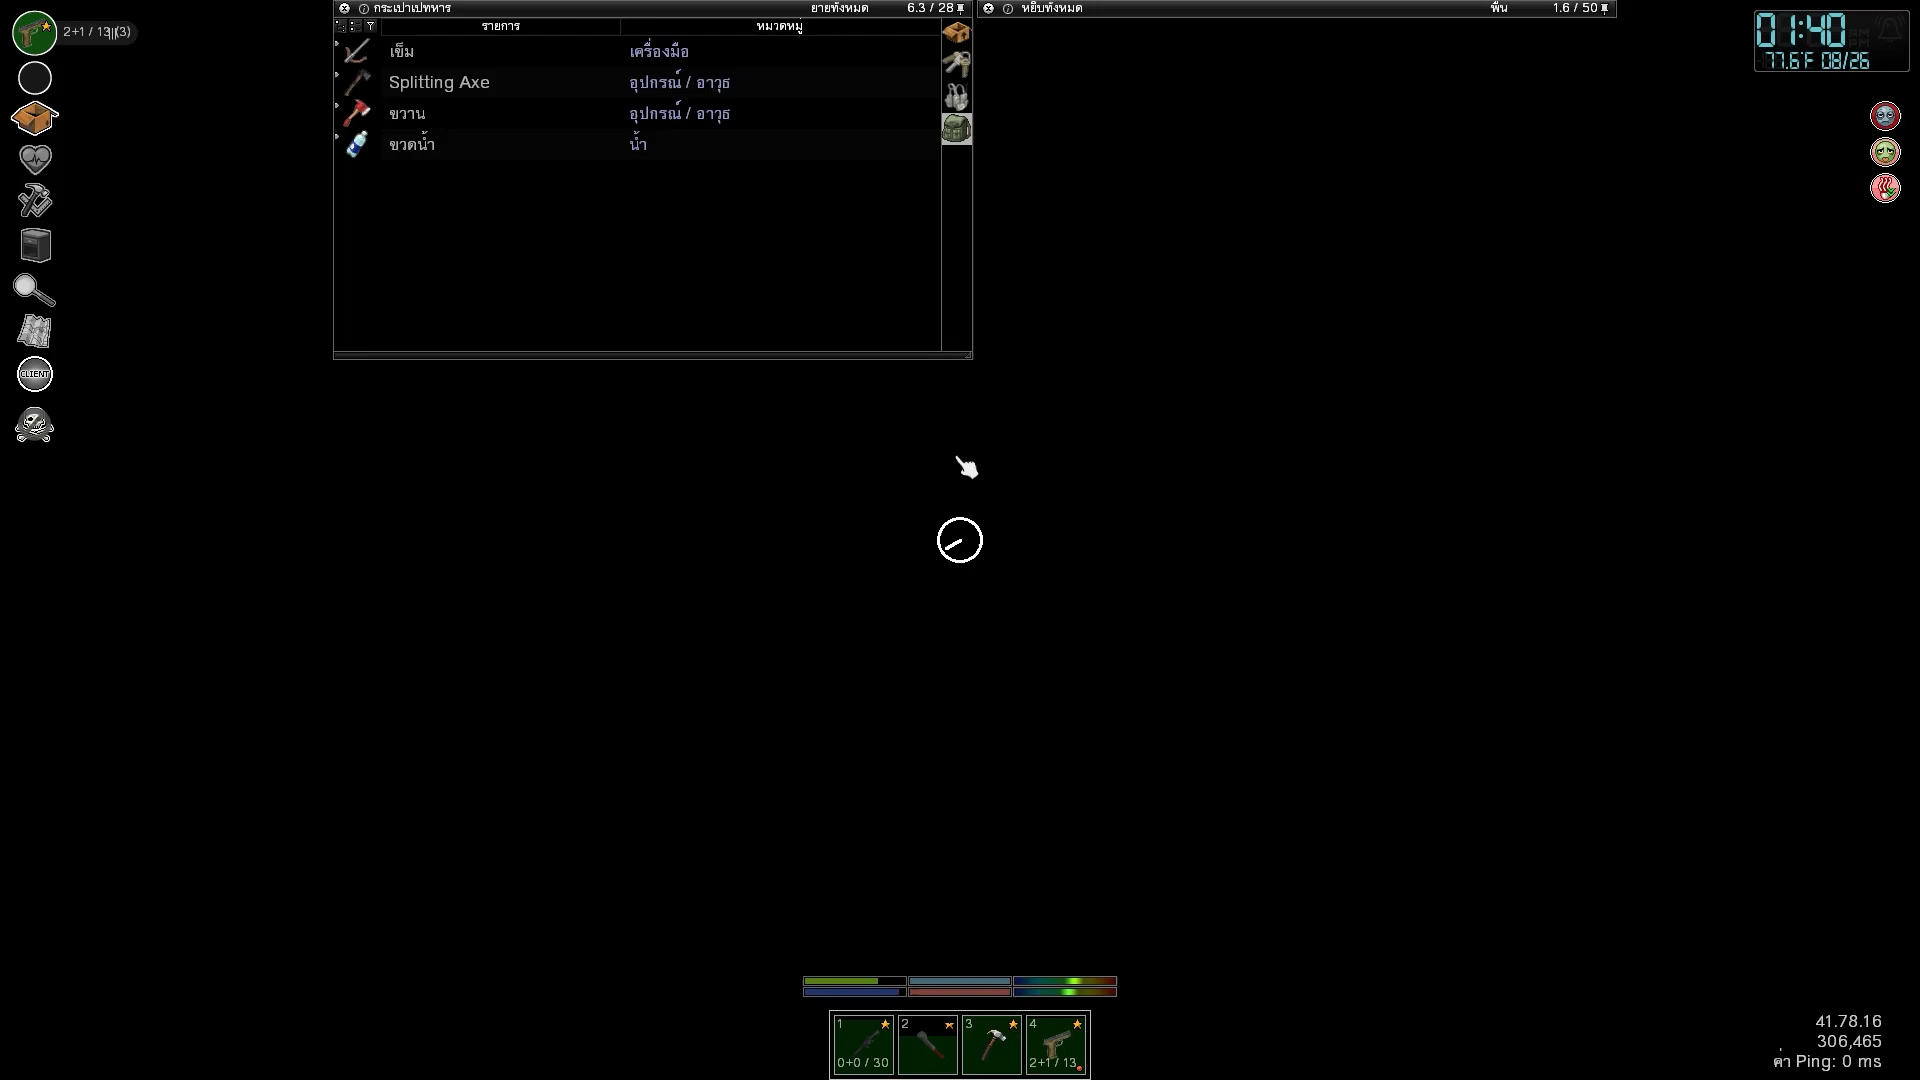 2+1 / 13 (3)
กระเป๋าเป้ทหาร
ย้ายทั้งหมด
6.3 / 28
รายการ
หมวดหมู่
เข็ม
เครื่องมือ
Splitting Axe
อุปกรณ์ / อาวุธ
ขวาน
อุปกรณ์ / อาวุธ
ขวดน้ำ
น้ำ
หยิบทั้งหมด
พื้น
1.6 / 50
01:40
77.6°F 08/26
CLIENT
1
0+0 / 30
2
3
4
2+1 / 13
41.78.16
306,465
ค่า Ping: 0 ms